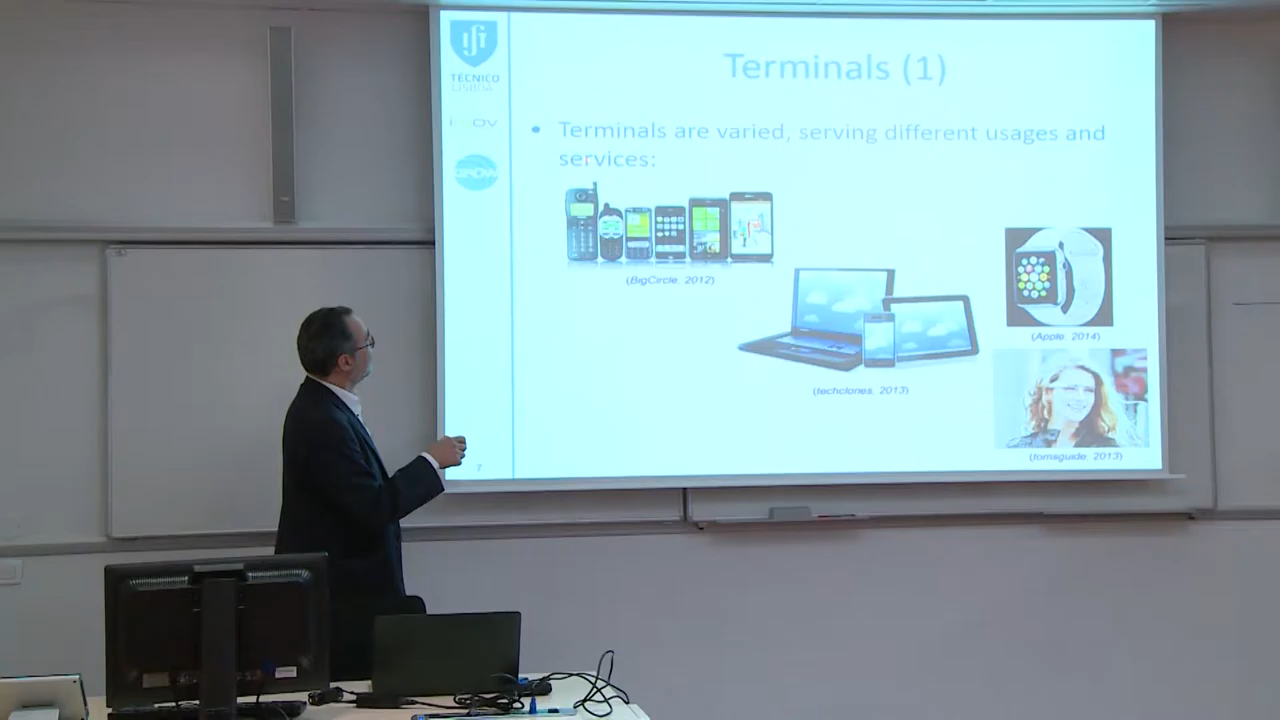 TÉCNICO
LISBOA
GROW
Terminals (1)
• Terminals are varied, serving different usages and
services:
(BigCircle, 2012)
(techclones, 2013)
(Apple, 2014)
(tomsguide, 2013)
7